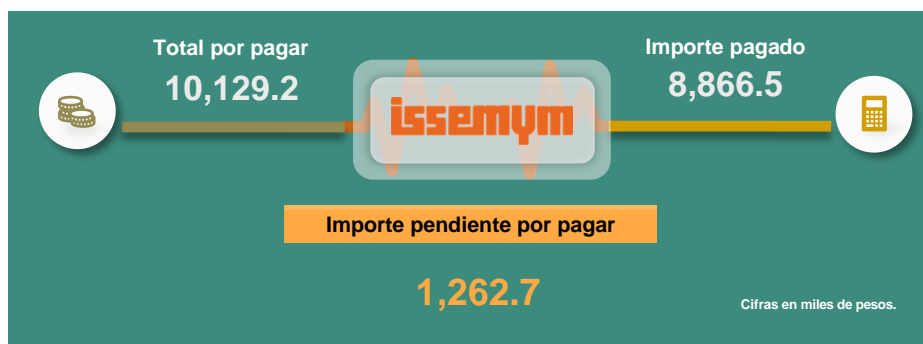 Total por pagar
10,129.2
issemym
Importe pagado
8,866.5
Importe pendiente por pagar
1,262.7
Cifras en miles de pesos.